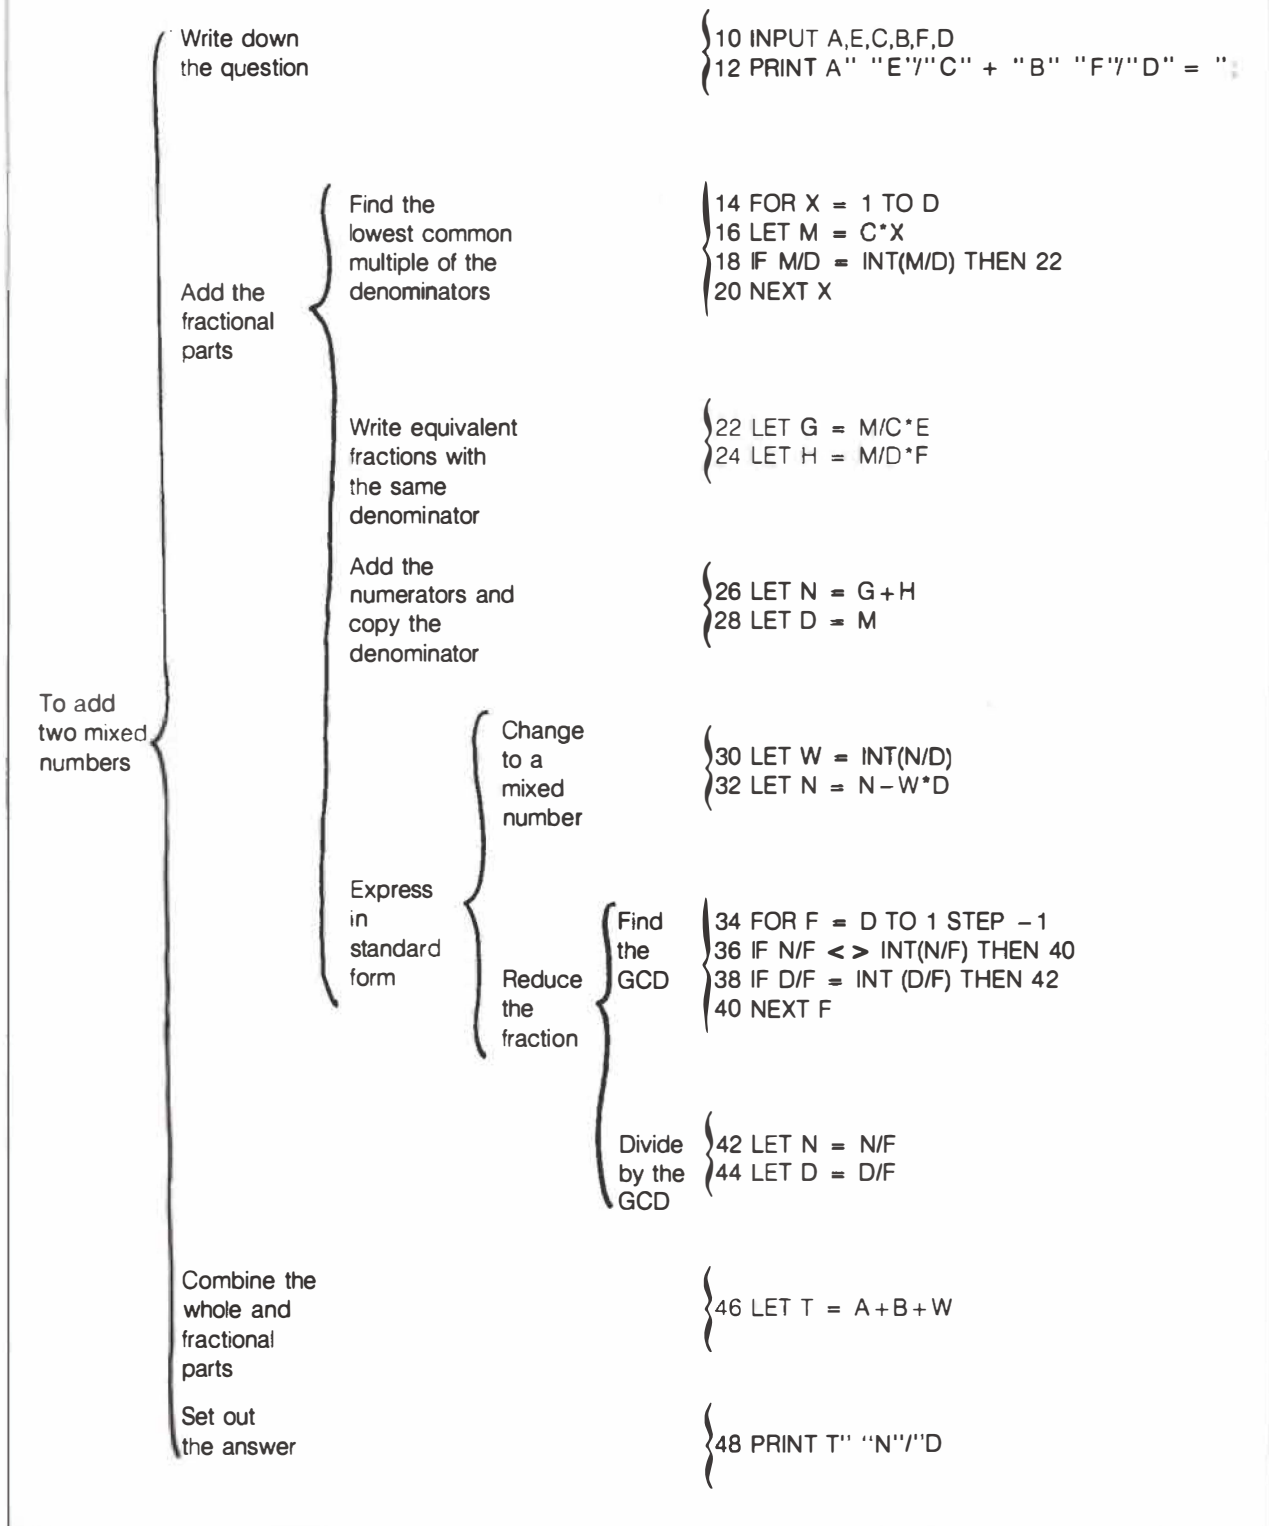 Write down
the question
10 INPUT A,E,C,B,F,D
12 PRINT A" "E"/"C" + "B" "F"/"D" = ";
Add the
fractional
parts
Find the
lowest common
multiple of the
denominators
14 FOR X = 1 TO D
16 LET M = C*X
18 IF M/D = INT(M/D) THEN 22
20 NEXT X
Write equivalent
fractions with
the same
denominator
22 LET G = M/C*E
24 LET H = M/D*F
Add the
numerators and
copy the
denominator
26 LET N = G+H
28 LET D = M
To add
two mixed
numbers
Change
to a
mixed
number
30 LET W = INT(N/D)
32 LET N = N-W*D
Express
in
standard
form
Reduce
the
fraction
Find
the
GCD
34 FOR F = D TO 1 STEP -1
36 IF N/F < > INT(N/F) THEN 40
38 IF D/F = INT (D/F) THEN 42
40 NEXT F
Divide
by the
GCD
42 LET N = N/F
44 LET D = D/F
Combine the
whole and
fractional
parts
46 LET T = A+B+W
Set out
the answer
48 PRINT T" "N"/"D